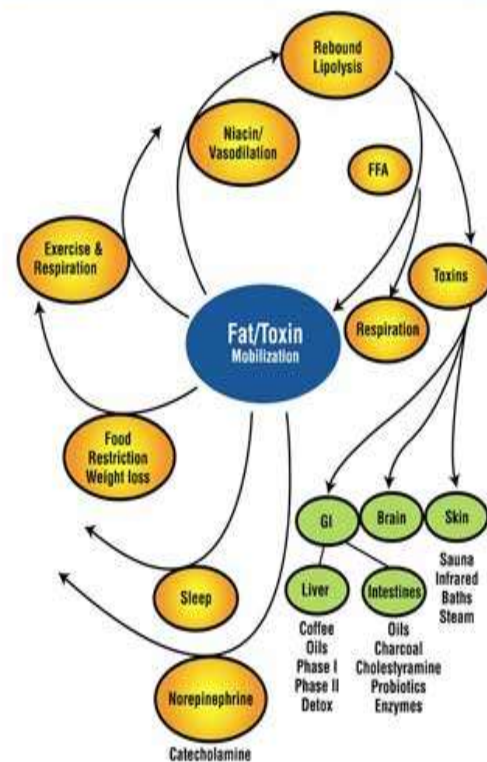 Rebound
Lipolysis
Niacin/
Vasodilation
FFA
Exercise &
Respiration
Toxins
Fat/Toxin
Mobilization
Respiration
Food
Restriction
Weight loss
GI
Brain
Skin
Sauna
Infrared
Baths
Steam
Sleep
Liver
Intestines
Coffee
Oils
Phase I
Phase II
Detox
Oils
Charcoal
Cholestyramine
Probiotics
Enzymes
Norepinephrine
Catecholamine